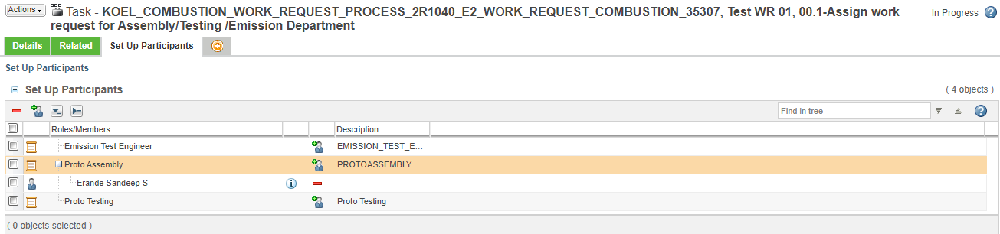 Actions Task - KOEL_COMBUSTION_WORK_REQUEST_PROCESS_2R1040_E2_WORK_REQUEST_COMBUSTION_35307, Test WR 01, 00.1-Assign work In Progress
request for Assembly/Testing /Emission Department
Details Related Set Up Participants
Set Up Participants
Set Up Participants ( 4 objects )
Find in tree
Roles/Members Description
Emission Test Engineer EMISSION_TEST_E...
Proto Assembly PROTOASSEMBLY
Erande Sandeep S
Proto Testing Proto Testing
( 0 objects selected )